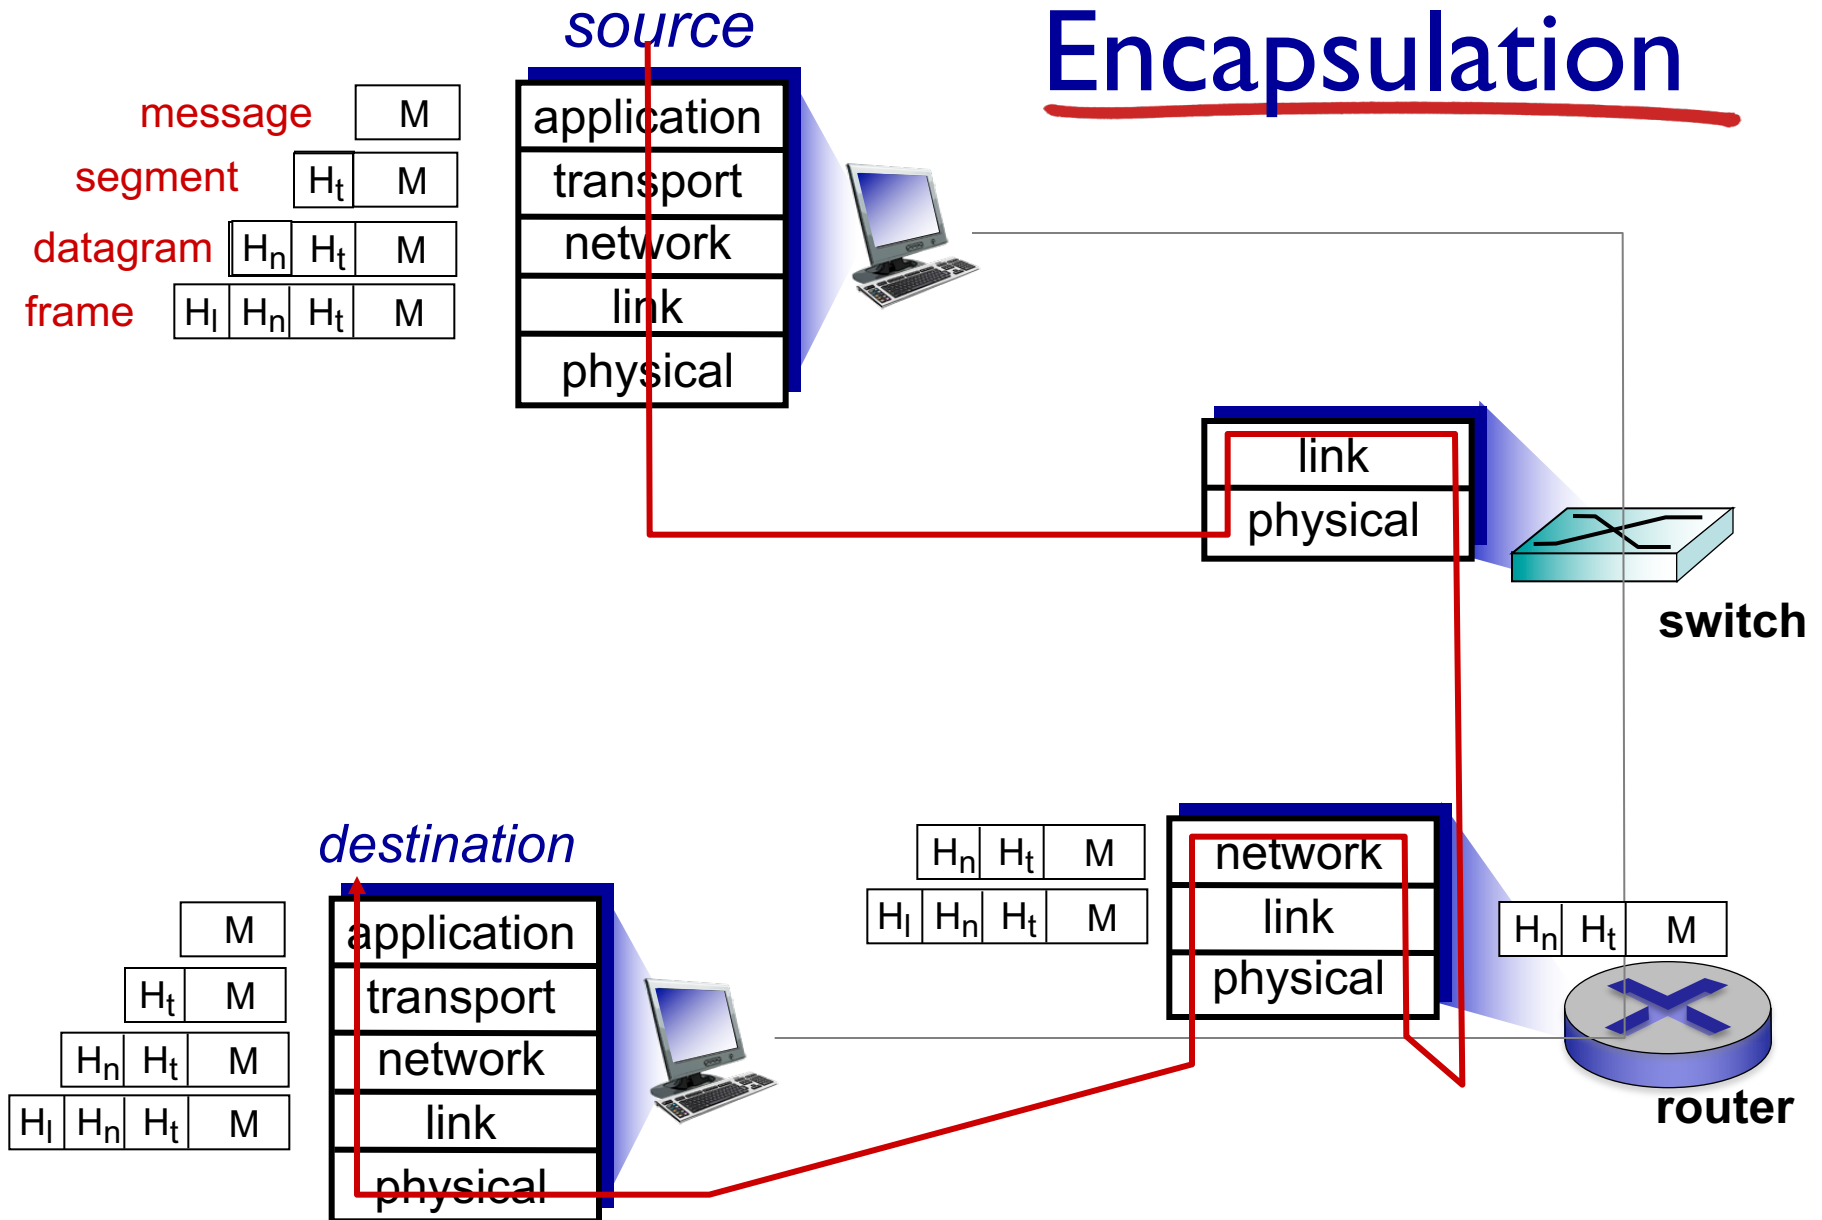 source
Encapsulation
message M application
segment Ht M transport
datagram Hn Ht M network
frame Hl Hn Ht M link
physical
link
physical
switch
destination
Hn Ht M network
Hl Hn Ht M link
physical
Hn Ht M
router
M application
Ht M transport
Hn Ht M network
Hl Hn Ht M link
physical